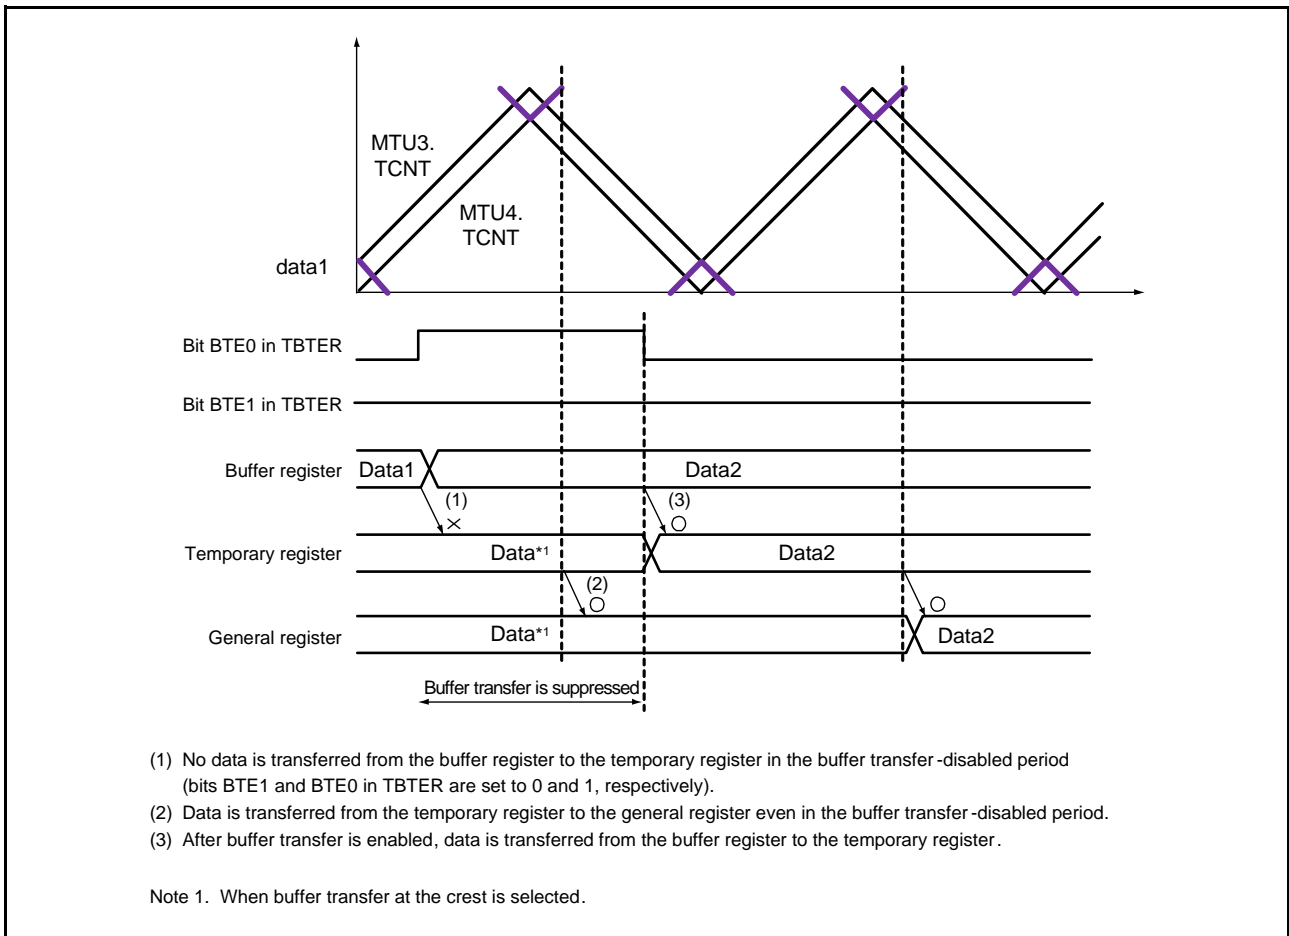 MTU3.
TCNT
MTU4.
TCNT
data1
Bit BTE0 in TBTER
Bit BTE1 in TBTER
Buffer register Data1 Data2
(1) (3)
Temporary register Data*1 Data2
(2)
General register Data*1 Data2
Buffer transfer is suppressed
(1) No data is transferred from the buffer register to the temporary register in the buffer transfer-disabled period
(bits BTE1 and BTE0 in TBTER are set to 0 and 1, respectively).
(2) Data is transferred from the temporary register to the general register even in the buffer transfer-disabled period.
(3) After buffer transfer is enabled, data is transferred from the buffer register to the temporary register.
Note 1. When buffer transfer at the crest is selected.